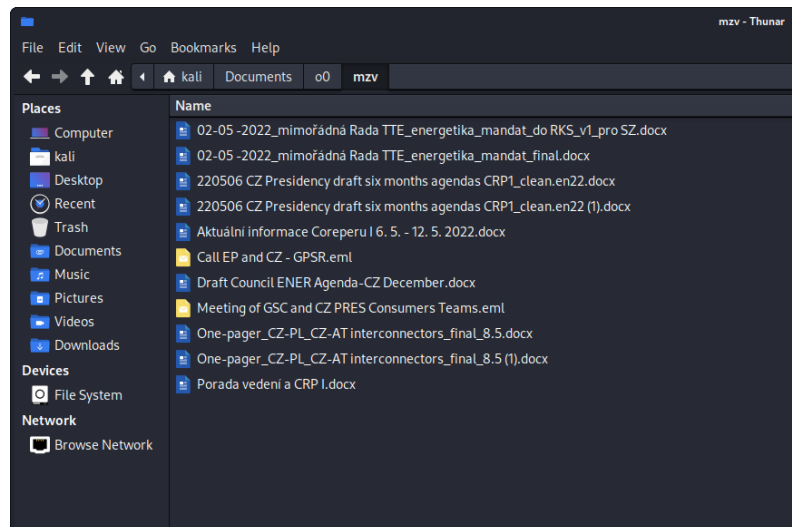 mzv - Thunar
File Edit View Go Bookmarks Help
kali Documents o0 mzv
Places
Computer
kali
Desktop
Recent
Trash
Documents
Music
Pictures
Videos
Downloads
Devices
File System
Network
Browse Network
Name
02-05 -2022_mimořádná Rada TTE_energetika_mandat_do RKS_v1_pro SZ.docx
02-05 -2022_mimořádná Rada TTE_energetika_mandat_final.docx
220506 CZ Presidency draft six months agendas CRP1_clean.en22.docx
220506 CZ Presidency draft six months agendas CRP1_clean.en22 (1).docx
Aktuální informace Coreperu I 6. 5. - 12. 5. 2022.docx
Call EP and CZ - GPSR.eml
Draft Council ENER Agenda-CZ December.docx
Meeting of GSC and CZ PRES Consumers Teams.eml
One-pager_CZ-PL_CZ-AT interconnectors_final_8.5.docx
One-pager_CZ-PL_CZ-AT interconnectors_final_8.5 (1).docx
Porada vedení a CRP I.docx